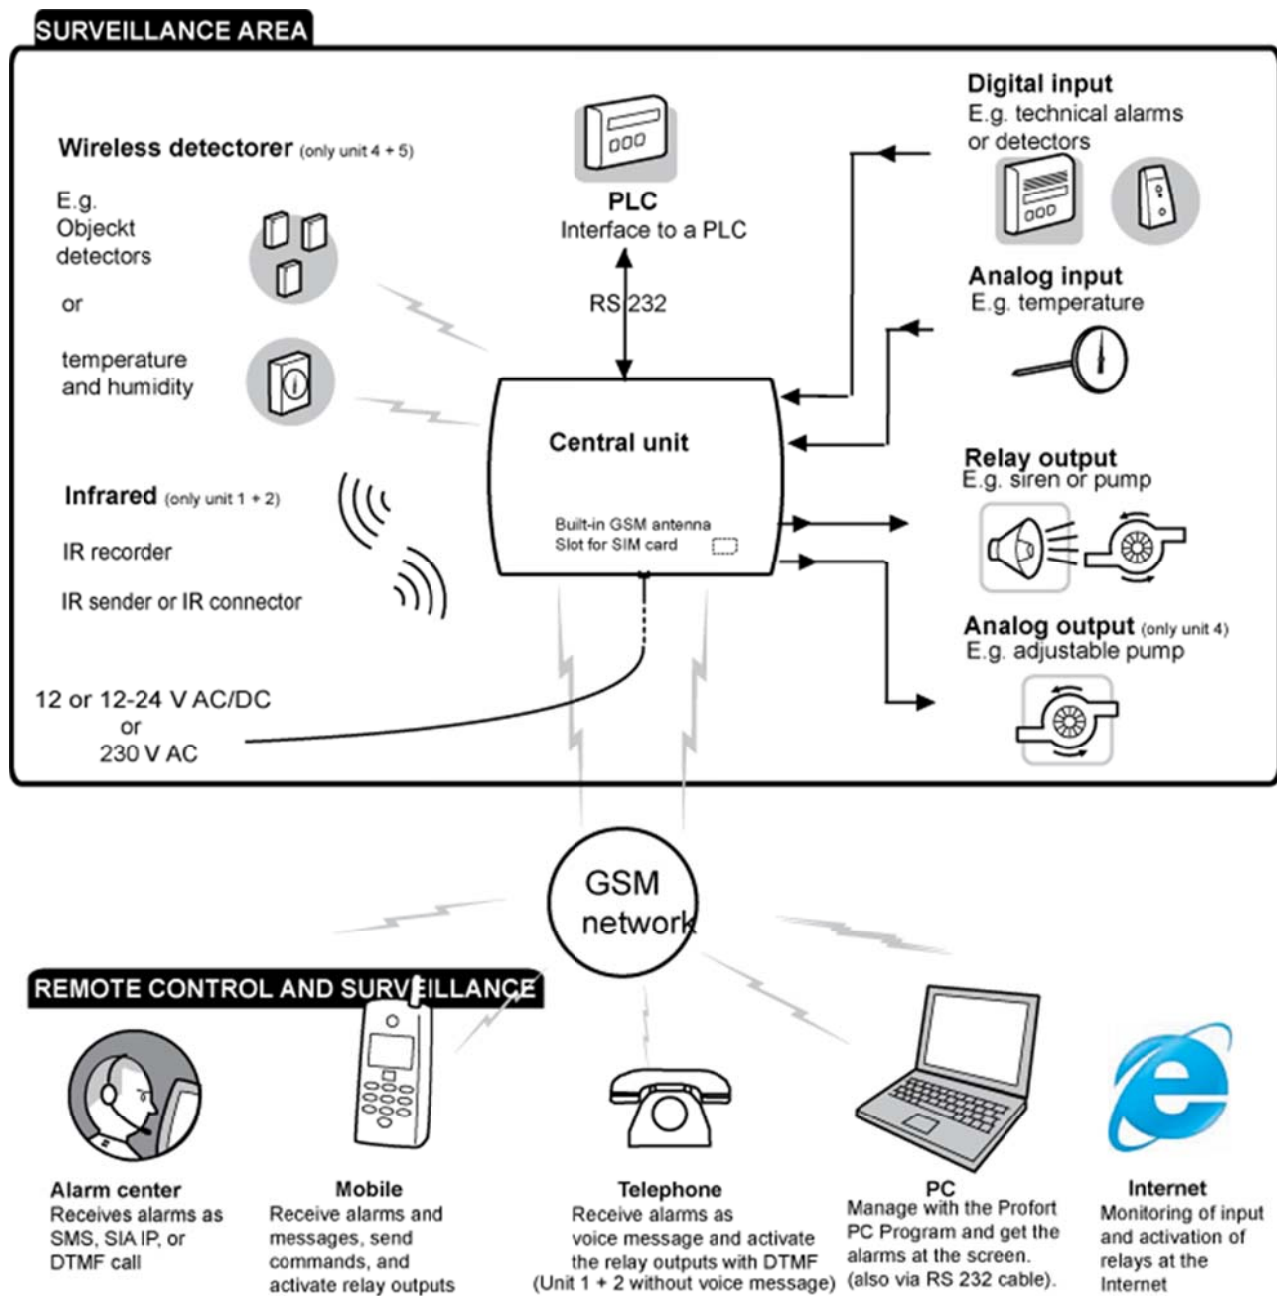 SURVEILLANCE AREA
Wireless detectorer (only unit 4 + 5)
E.g.
Objeckt
detectors
or
temperature
and humidity
Infrared (only unit 1 + 2)
IR recorder
IR sender or IR connector
12 or 12-24 V AC/DC
or
230 V AC
PLC
Interface to a PLC
RS 232
Central unit
Built-in GSM antenna
Slot for SIM card
Digital input
E.g. technical alarms
or detectors
Analog input
E.g. temperature
Relay output
E.g. siren or pump
Analog output (only unit 4)
E.g. adjustable pump
GSM
network
REMOTE CONTROL AND SURVEILLANCE
Alarm center
Receives alarms as
SMS, SIA IP, or
DTMF call
Mobile
Receive alarms and
messages, send
commands, and
activate relay outputs
Telephone
Receive alarms as
voice message and activate
the relay outputs with DTMF
(Unit 1 + 2 without voice message)
PC
Manage with the Profort
PC Program and get the
alarms at the screen.
(also via RS 232 cable).
Internet
Monitoring of input
and activation of
relays at the
Internet